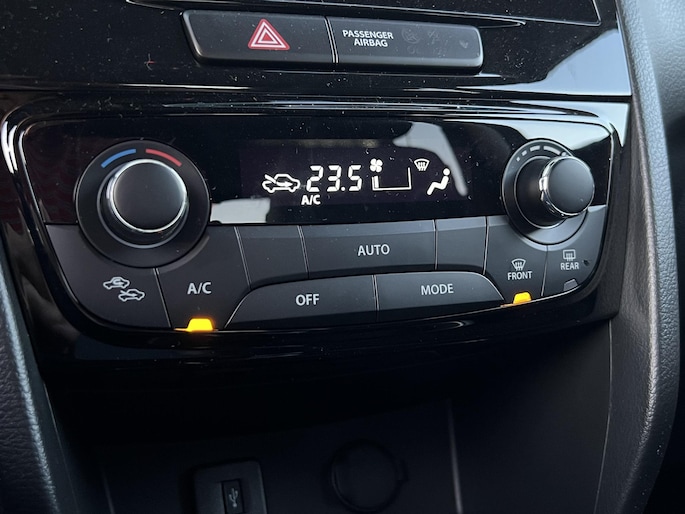 PASSENGER
AIRBAG
23.5
A/C
AUTO
A/C
OFF
MODE
FRONT
REAR